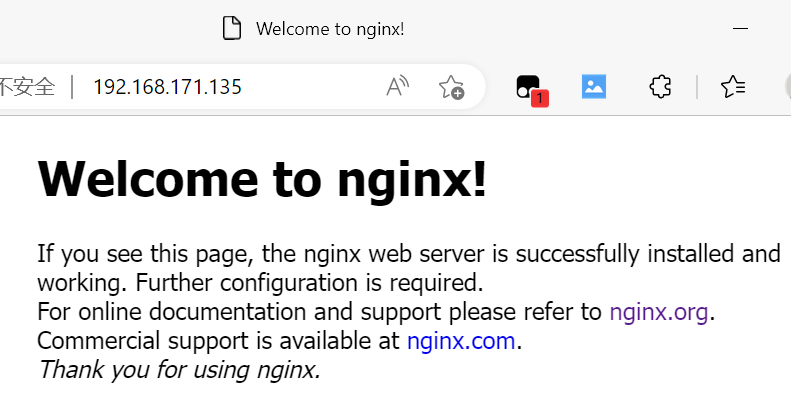 Welcome to nginx!
不安全 192.168.171.135
1
Welcome to nginx!
If you see this page, the nginx web server is successfully installed and
working. Further configuration is required.
For online documentation and support please refer to nginx.org.
Commercial support is available at nginx.com.
Thank you for using nginx.